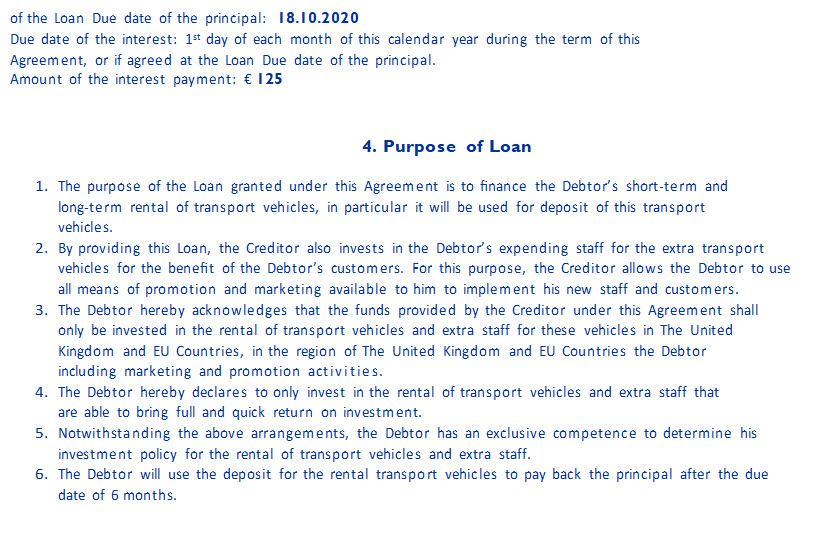 of the Loan Due date of the principal: 18.10.2020
Due date of the interest: 1st day of each month of this calendar year during the term of this
Agreement, or if agreed at the Loan Due date of the principal.
Amount of the interest payment: € 125
4. Purpose of Loan
1. The purpose of the Loan granted under this Agreement is to finance the Debtor's short-term and
long-term rental of transport vehicles, in particular it will be used for deposit of this transport
vehicles.
2. By providing this Loan, the Creditor also invests in the Debtor's expending staff for the extra transport
vehicles for the benefit of the Debtor's customers. For this purpose, the Creditor allows the Debtor to use
all means of promotion and marketing available to him to implement his new staff and customers.
3. The Debtor hereby acknowledges that the funds provided by the Creditor under this Agreement shall
only be invested in the rental of transport vehicles and extra staff for these vehicles in The United
Kingdom and EU Countries, in the region of The United Kingdom and EU Countries the Debtor
including marketing and promotion activities.
4. The Debtor hereby declares to only invest in the rental of transport vehicles and extra staff that
are able to bring full and quick return on investment.
5. Notwithstanding the above arrangements, the Debtor has an exclusive competence to determine his
investment policy for the rental of transport vehicles and extra staff.
6. The Debtor will use the deposit for the rental transport vehicles to pay back the principal after the due
date of 6 months.